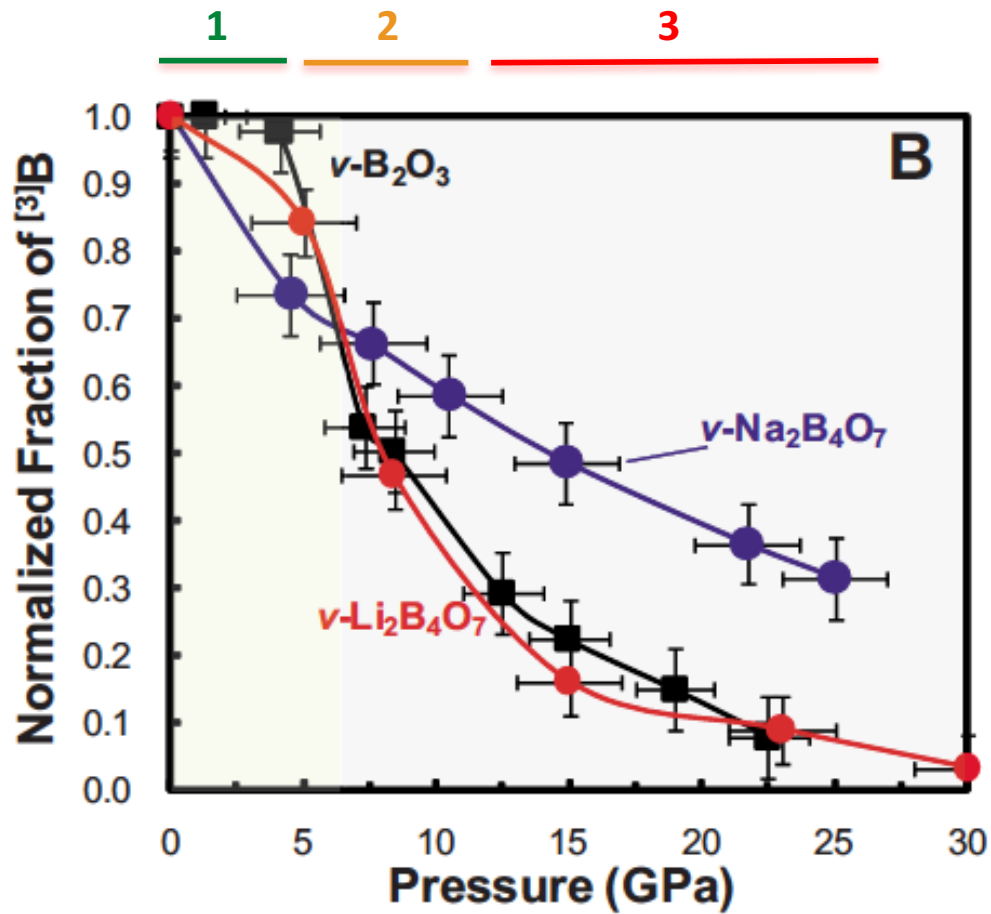 1 2 3
1.0
B
v-B₂O₃
0.9
0.8
0.7
0.6
v-Na₂B₄O₇
0.5
0.4
0.3
v-Li₂B₄O₇
0.2
0.1
0.0
0 5 10 15 20 25 30
Pressure (GPa)
Normalized Fraction of ⁽³⁾B